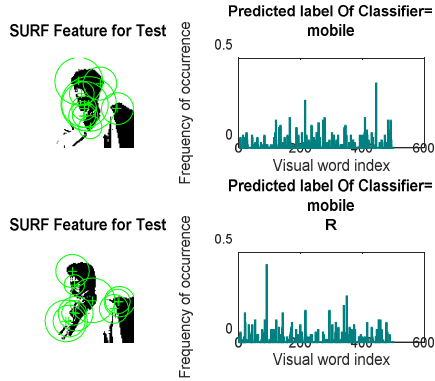 SURF Feature for Test
Predicted label Of Classifier=
mobile
0.5
Frequency of occurrence
0
0 200 400 600
Visual word index
SURF Feature for Test
Predicted label Of Classifier=
mobile
R
0.5
Frequency of occurrence
0
0 200 400 600
Visual word index